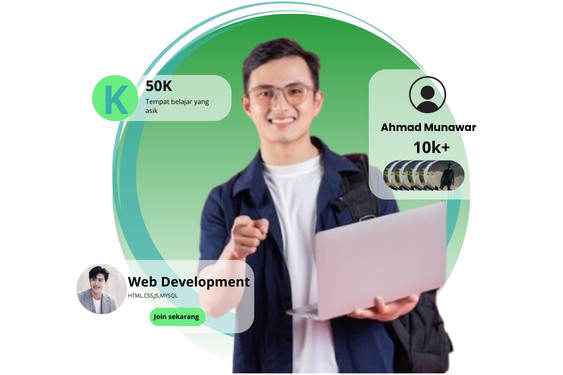 K
50K
Tempat belajar yang
asik
Ahmad Munawar
10k+
Web Development
HTML,CSS,JS,MYSQL
Join sekarang